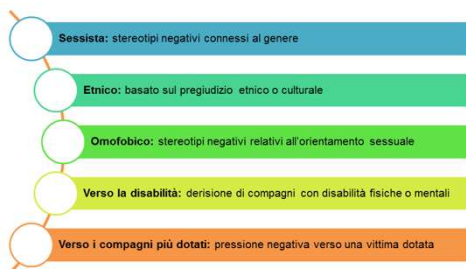 Sessista: stereotipi negativi connessi al genere
Etnico: basato sul pregiudizio etnico o culturale
Omofobico: stereotipi negativi relativi all'orientamento sessuale
Verso la disabilità: derisione di compagni con disabilità fisiche o mentali
Verso i compagni più dotati: pressione negativa verso una vittima dotata